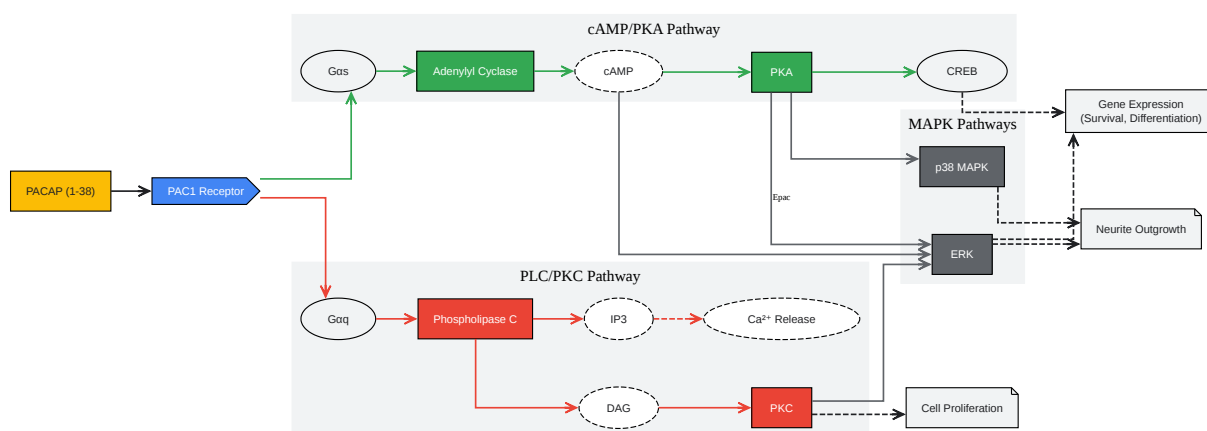 cAMP/PKA Pathway
Gαs
Adenylyl Cyclase
cAMP
PKA
CREB
Gene Expression
(Survival, Differentiation)
MAPK Pathways
p38 MAPK
PACAP (1-38)
PAC1 Receptor
Epac
Neurite Outgrowth
ERK
PLC/PKC Pathway
Gαq
Phospholipase C
IP3
Ca²⁺ Release
DAG
PKC
Cell Proliferation